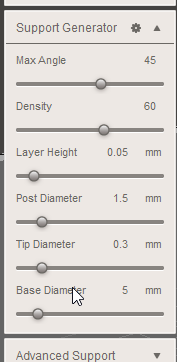 Support Generator
Max Angle 45
Density 60
Layer Height 0.05 mm
Post Diameter 1.5 mm
Tip Diameter 0.3 mm
Base Diameter 5 mm
Advanced Support